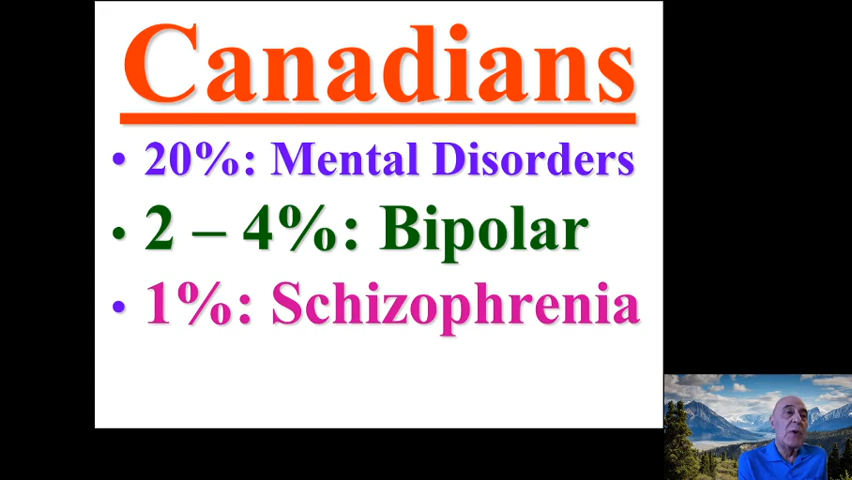 Canadians
• 20%: Mental Disorders
• 2 – 4%: Bipolar
• 1%: Schizophrenia